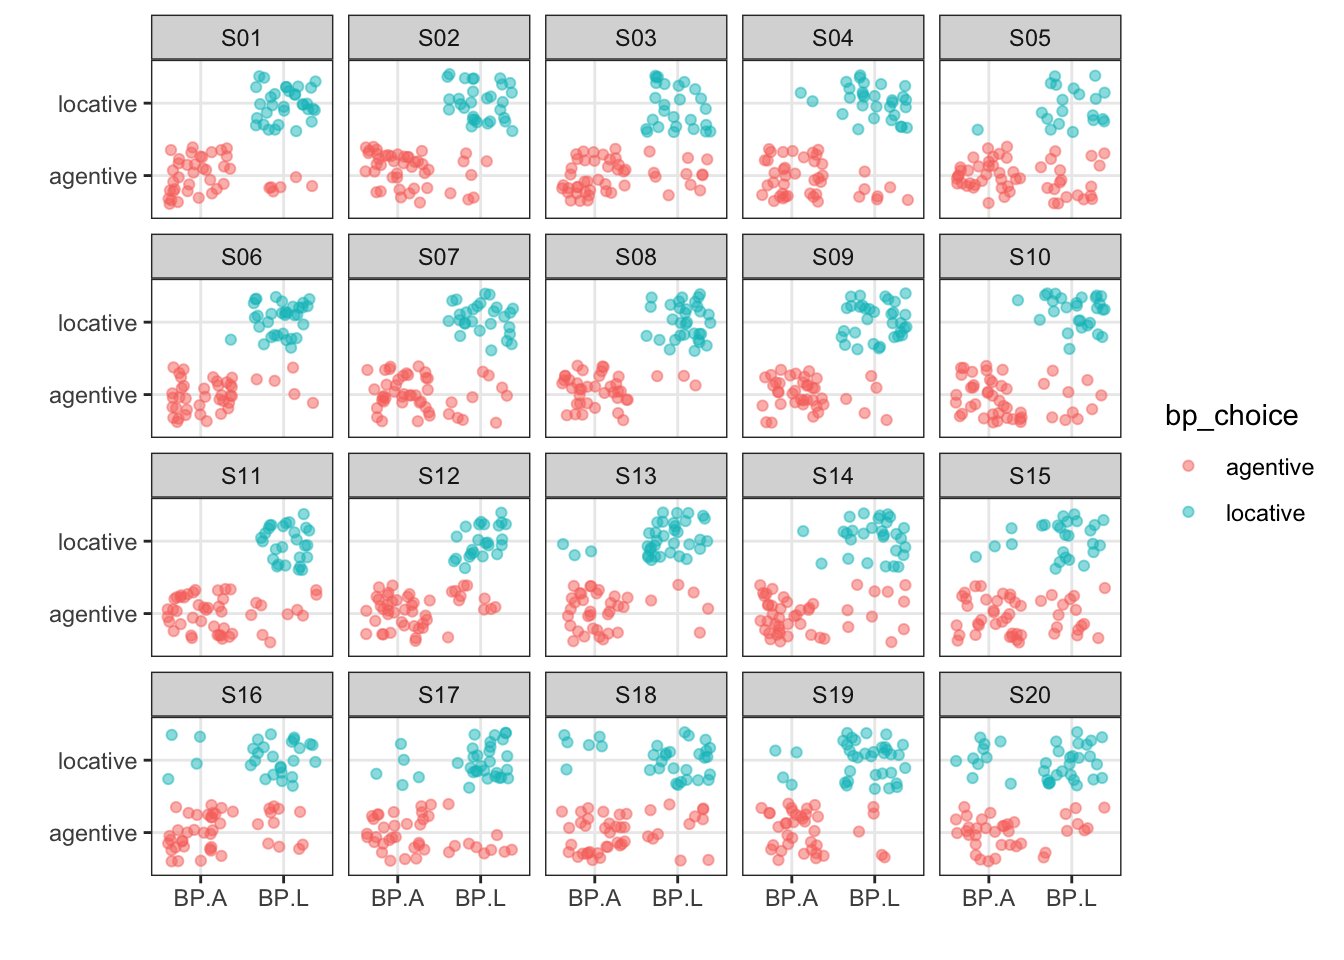 S01 S02 S03 S04 S05
locative
agentive
S06 S07 S08 S09 S10
locative
agentive
S11 S12 S13 S14 S15
locative
agentive
S16 S17 S18 S19 S20
locative
agentive
BP.A BP.L BP.A BP.L BP.A BP.L BP.A BP.L BP.A BP.L
bp_choice
agentive
locative